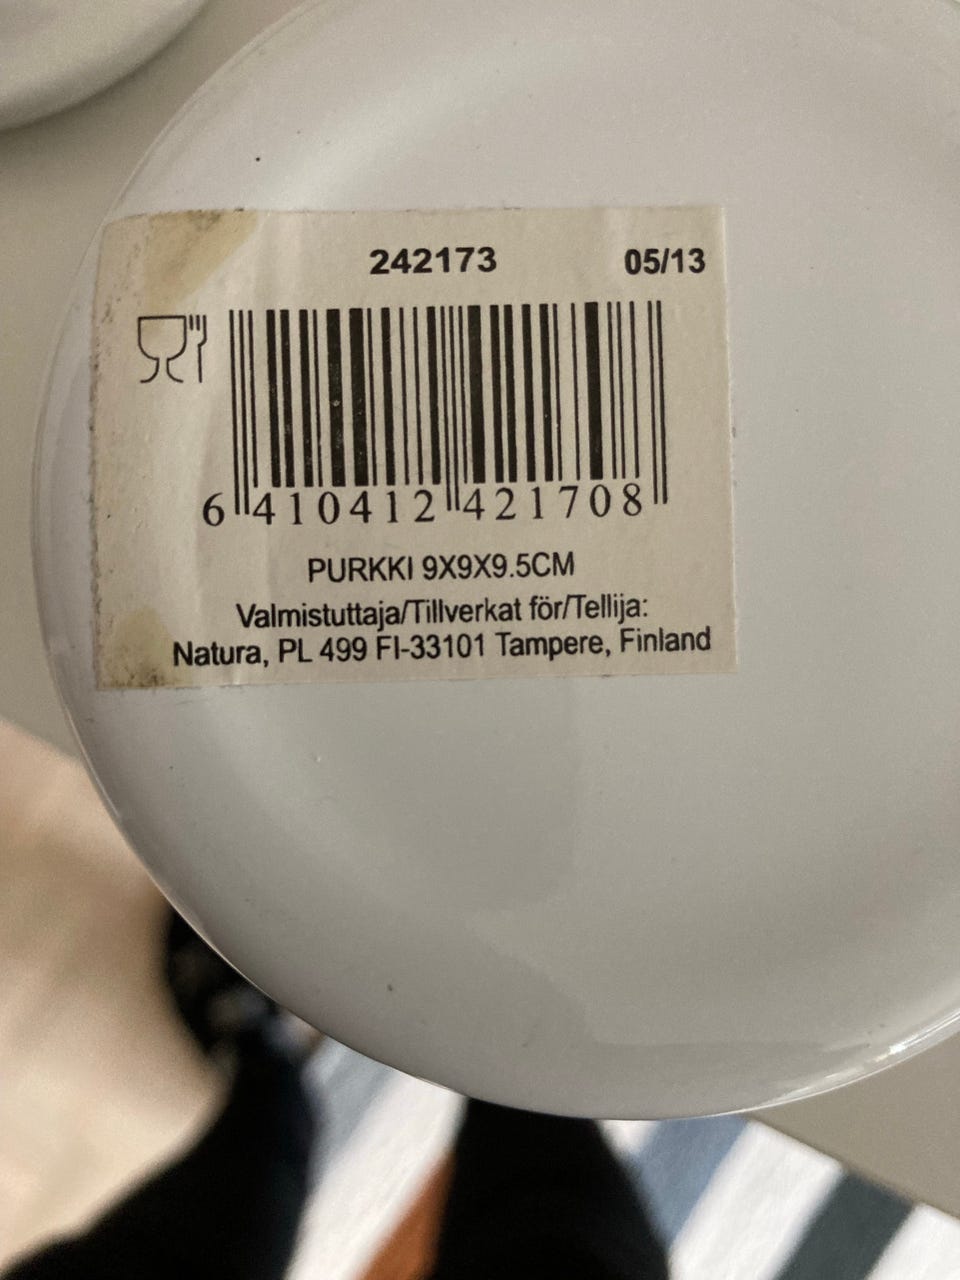 242173 05/13
6 410412 421708
PURKKI 9X9X9.5CM
Valmistuttaja/Tillverkat för/Tellija:
Natura, PL 499 FI-33101 Tampere, Finland